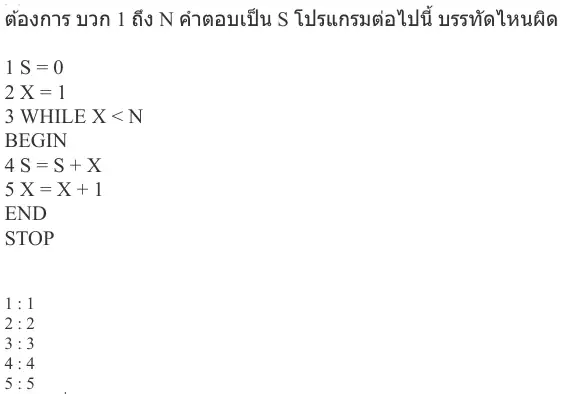 ต้องการ บวก 1 ถึง N คำตอบเป็น S โปรแกรมต่อไปนี้ บรรทัดไหนผิด
1 S = 0
2 X = 1
3 WHILE X < N
BEGIN
4 S = S + X
5 X = X + 1
END
STOP
1 : 1
2 : 2
3 : 3
4 : 4
5 : 5